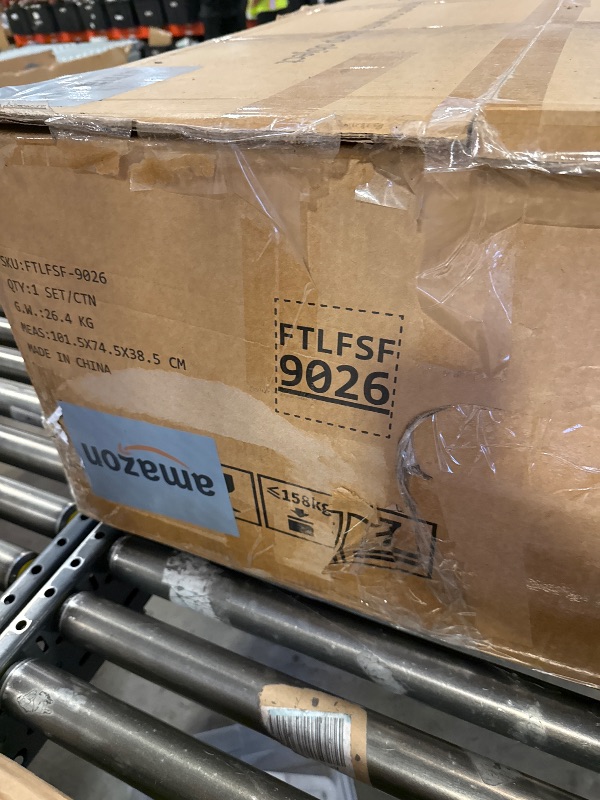 SKU:FTLFSF-9026
QTY:1 SET/CTN
G.W.:26.4 KG
MEAS:101.5X74.5X38.5 CM
MADE IN CHINA
FTLFSF
9026
amazon
≤158kg